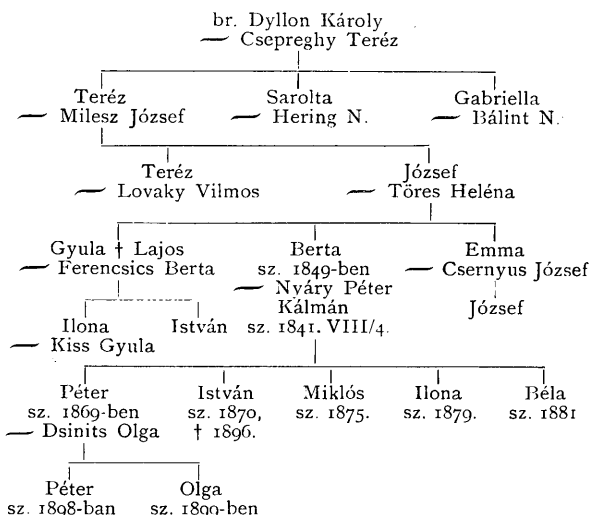 br. Dyllon Károly
~ Csepreghy Teréz
Teréz Sarolta Gabriella
~ Milesz József ~ Hering N. ~ Bálint N.
Teréz József
~ Lovaky Vilmos ~ Töres Heléna
Gyula † Lajos Berta Emma
~ Ferencsics Berta sz. 1849-ben ~ Csernyus József
~ Nyáry Péter
Kálmán József
Ilona István sz. 1841. VIII/4.
~ Kiss Gyula
Péter István Miklós Ilona Béla
sz. 1869-ben sz. 1870, sz. 1875. sz. 1879. sz. 1881
~ Dsinits Olga † 1896.
Péter Olga
sz. 1898-ban sz. 1899-ben